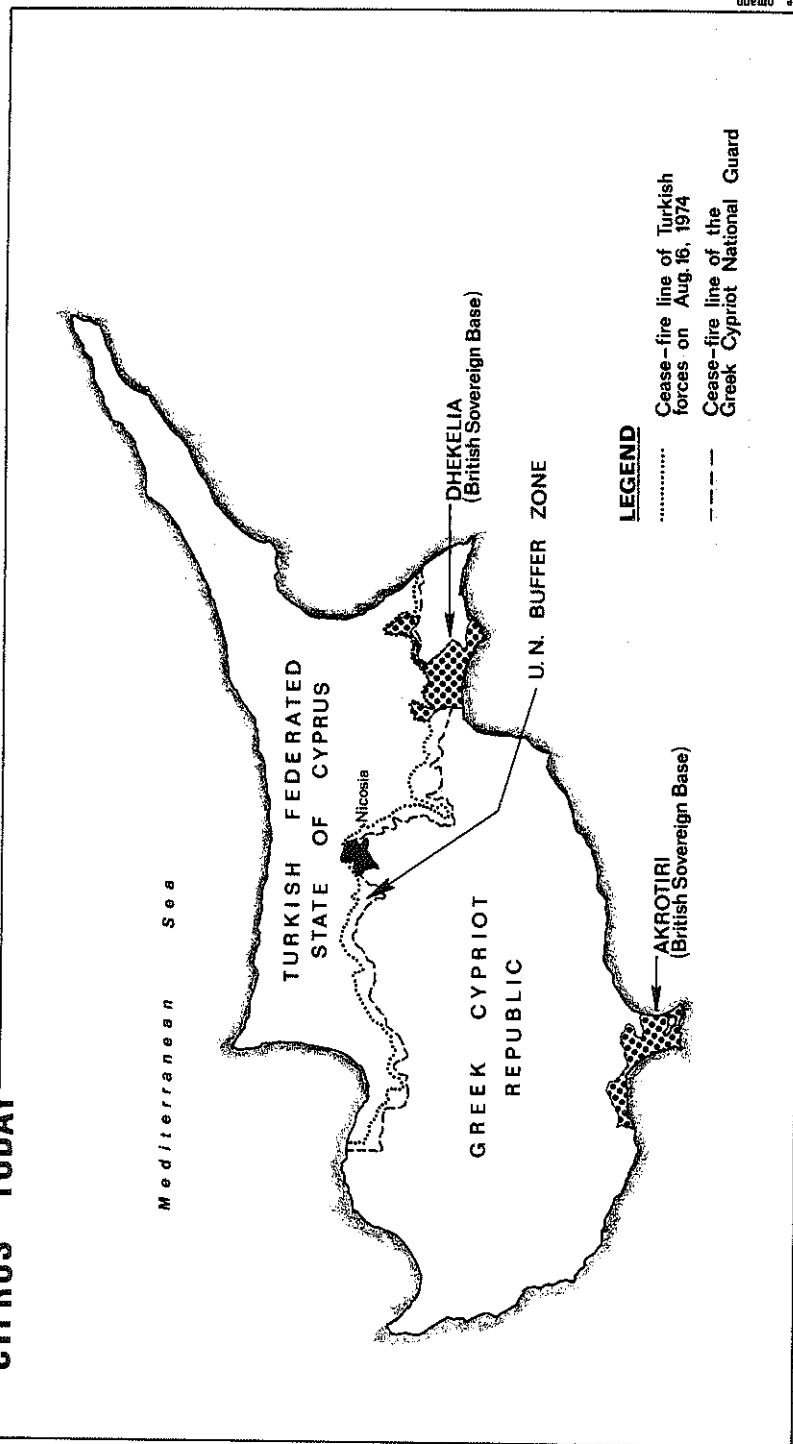 CYPRUS TODAY
Mediterranean Sea
TURKISH FEDERATED
STATE OF CYPRUS
Nicosia
DHEKELIA
(British Sovereign Base)
U.N. BUFFER ZONE
GREEK CYPRIOT
REPUBLIC
AKROTIRI
(British Sovereign Base)
LEGEND
Cease-fire line of Turkish
forces on Aug. 16, 1974
Cease-fire line of the
Greek Cypriot National Guard